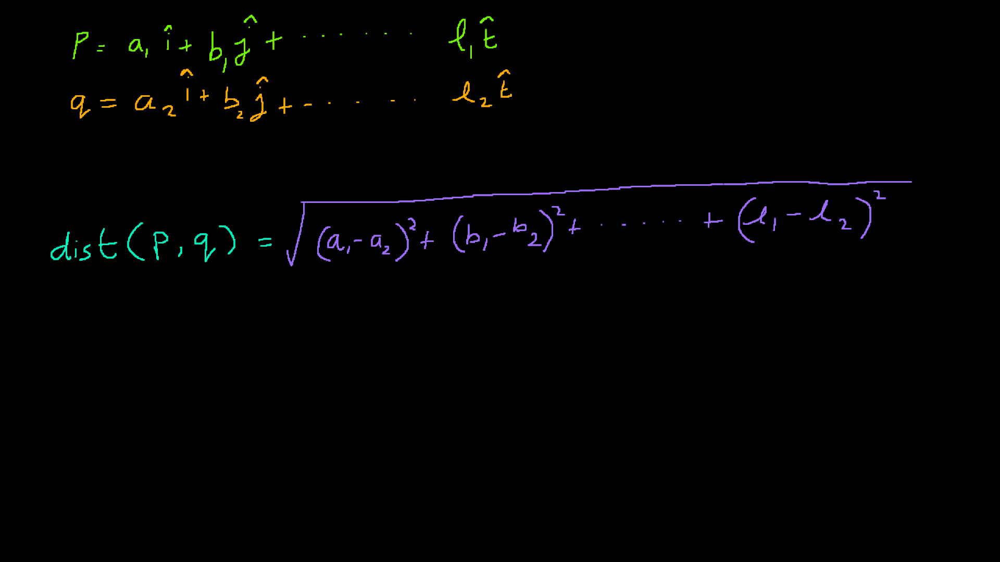 p = a₁ î + b₁ ĵ + · · · · · · l₁ t̂
q = a₂ î + b₂ ĵ + - · · · · l₂ t̂
dist(p, q) = √((a₁ - a₂)² + (b₁ - b₂)² + · · · · · + (l₁ - l₂)²)